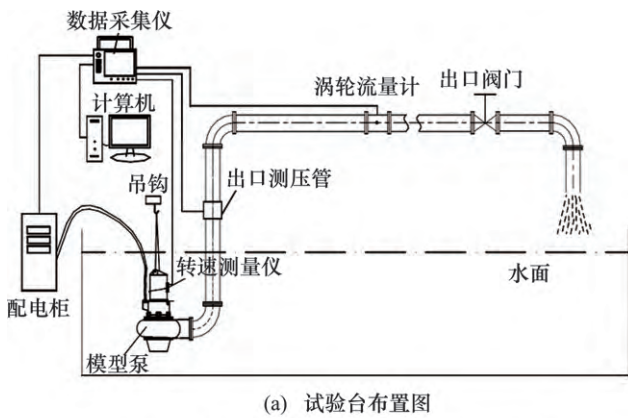 数据采集仪
计算机
吊钩
涡轮流量计
出口阀门
出口测压管
转速测量仪
水面
配电柜
模型泵
(a) 试验台布置图